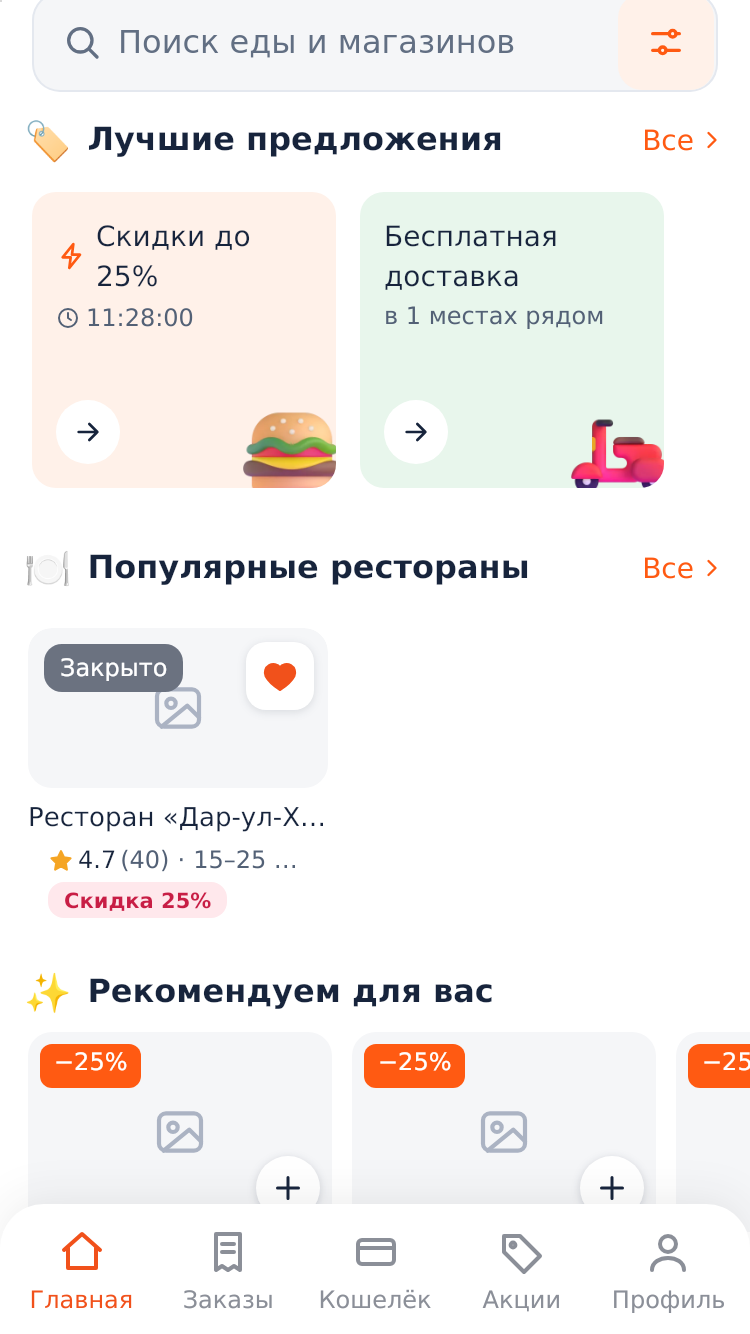 Поиск еды и магазинов
Лучшие предложения
Все
Скидки до
25%
11:28:00
Бесплатная
доставка
в 1 местах рядом
Популярные рестораны
Все
Закрыто
Ресторан «Дар-ул-Х...
4.7 (40) · 15–25 ...
Скидка 25%
Рекомендуем для вас
−25%
−25%
−25
Главная
Заказы
Кошелёк
Акции
Профиль